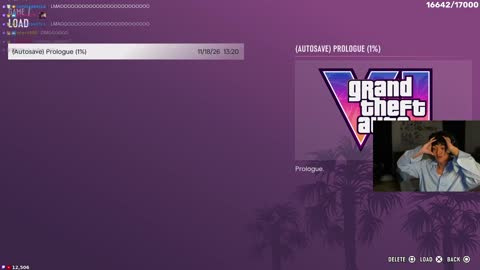 LMAOOOOOOOOOOOOOOOOOOOOO
16642/17000
LOAD
(Autosave) Prologue (1%) 11/18/26 13:20
(AUTOSAVE) PROLOGUE (1%)
VI
grand
theft
auto
Prologue.
DELETE LOAD BACK
12,506